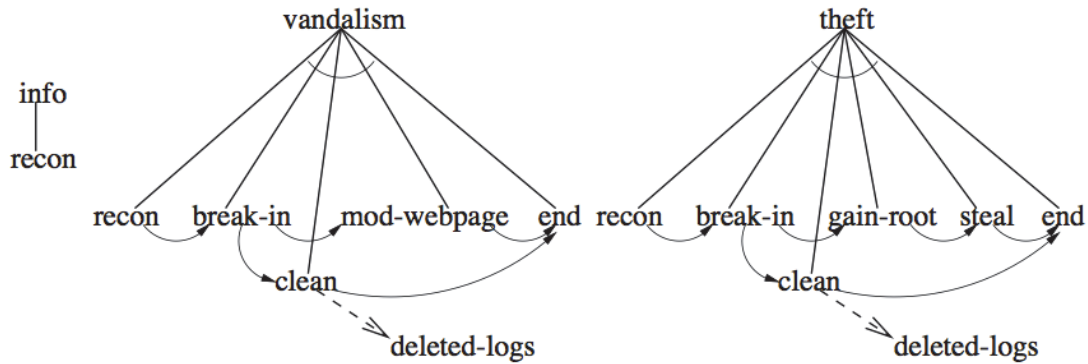 vandalism theft
info
recon
recon break-in mod-webpage end recon break-in gain-root steal end
clean clean
deleted-logs deleted-logs